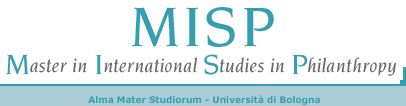 MISP
Master in International Studies in Philanthropy
Alma Mater Studiorum - Università di Bologna